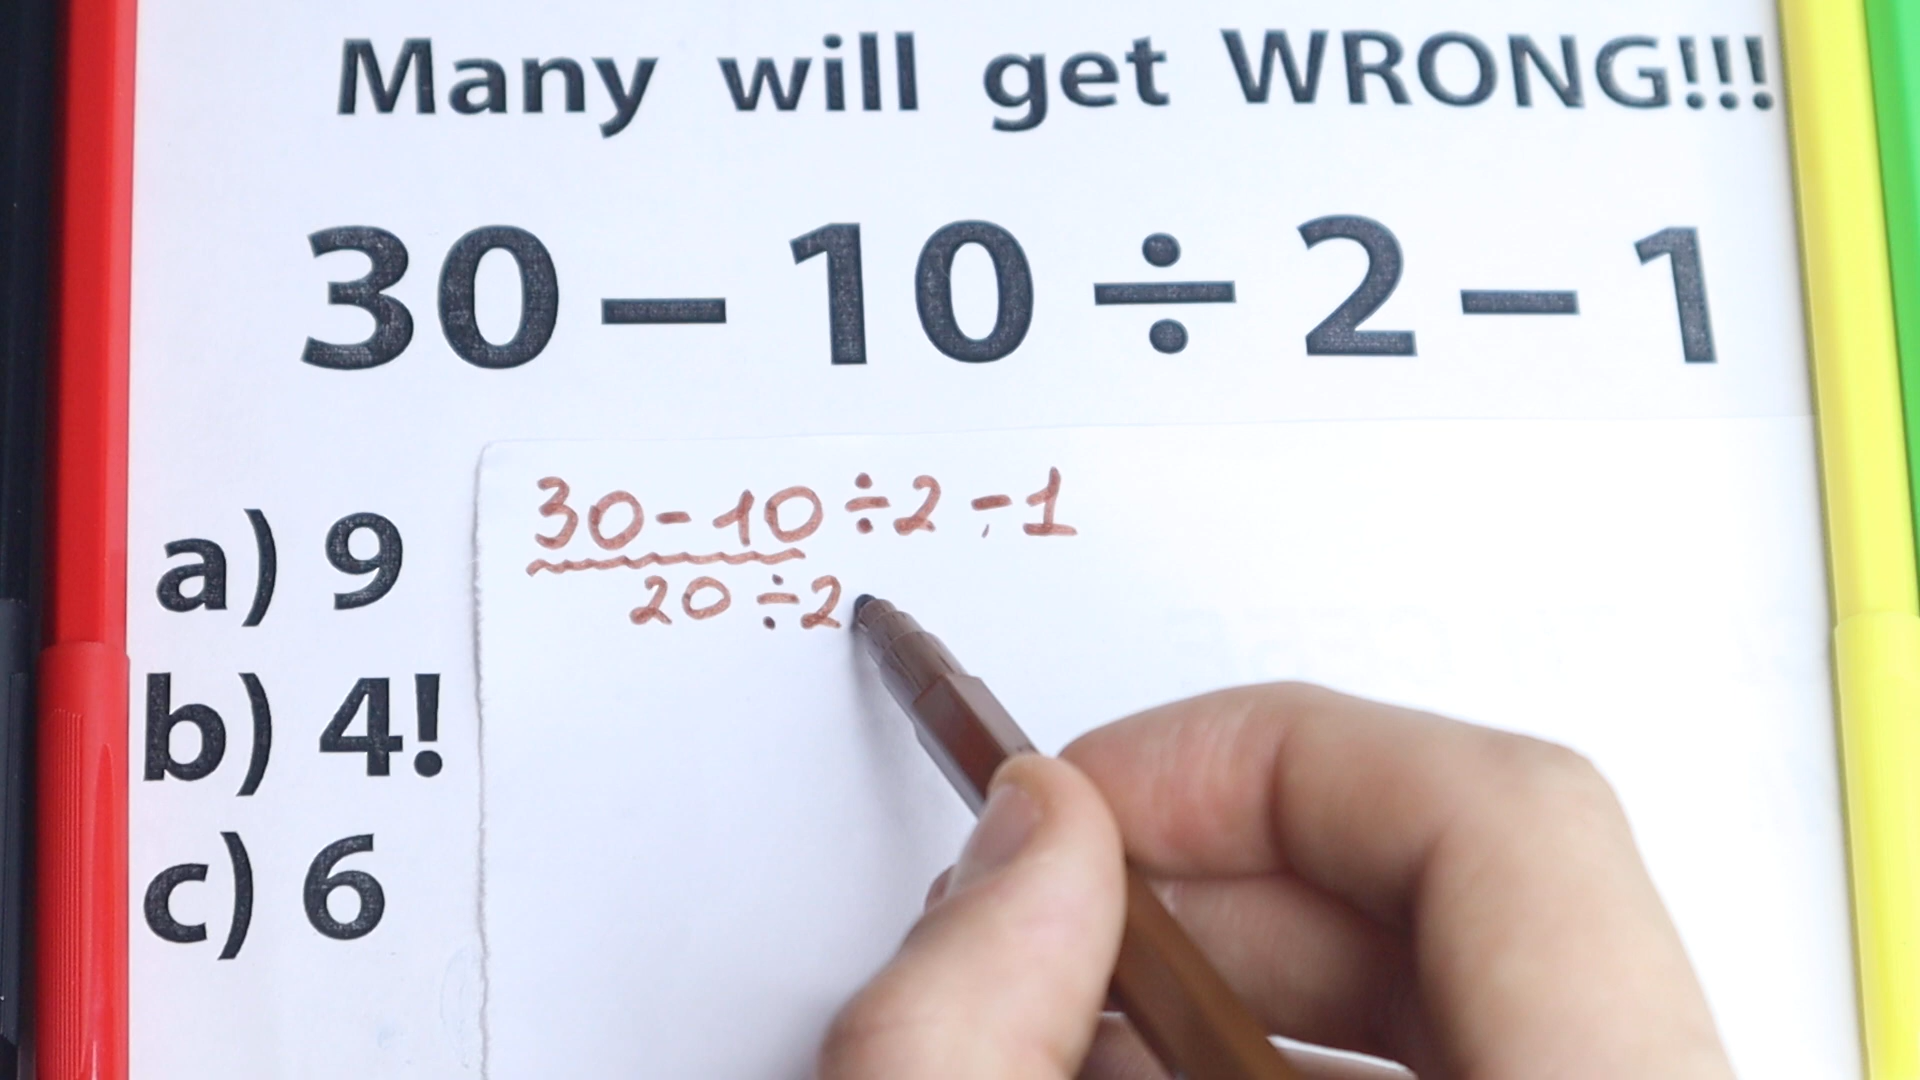 Many will get WRONG!!!
30 – 10 ÷ 2 – 1
30 - 10 ÷ 2 - 1
20 ÷ 2
a) 9
b) 4!
c) 6